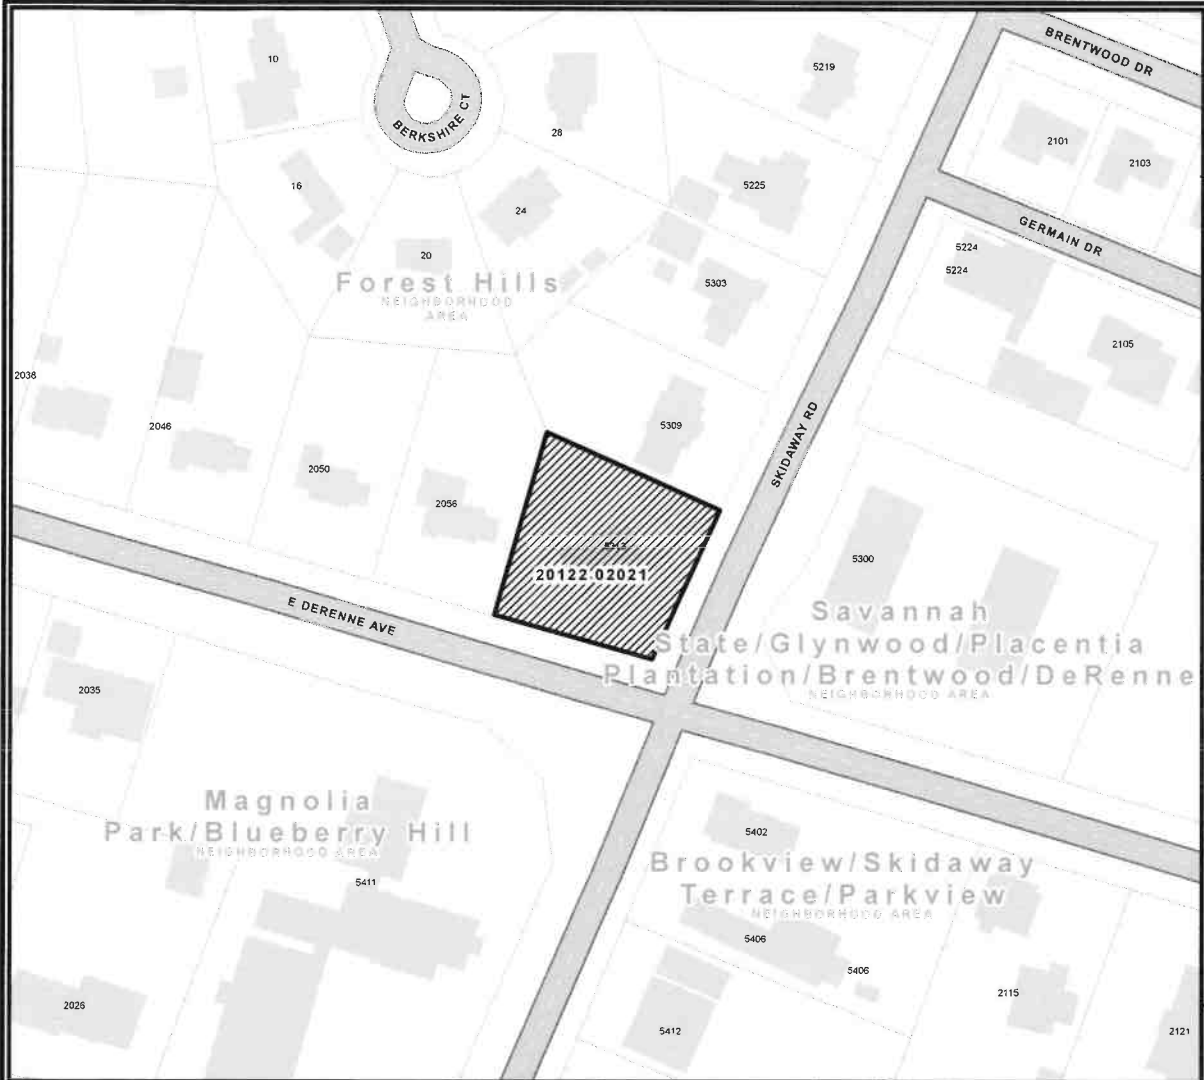 BRENTWOOD DR
10
5219
BERKSHIRE CT
28
2101
2103
16
5225
24
GERMAIN DR
20
5224
5224
Forest Hills
NEIGHBORHOOD
AREA
5303
2105
2038
SKIDAWAY RD
2046
5309
2050
2056
5300
20122 02021
E DERENNE AVE
Savannah
State/Glynwood/Placentia
Plantation/Brentwood/DeRenne
NEIGHBORHOOD AREA
2035
Magnolia
Park/Blueberry Hill
NEIGHBORHOOD AREA
5402
5411
Brookview/Skidaway
Terrace/Parkview
NEIGHBORHOOD AREA
5406
5406
2115
2026
5412
2121